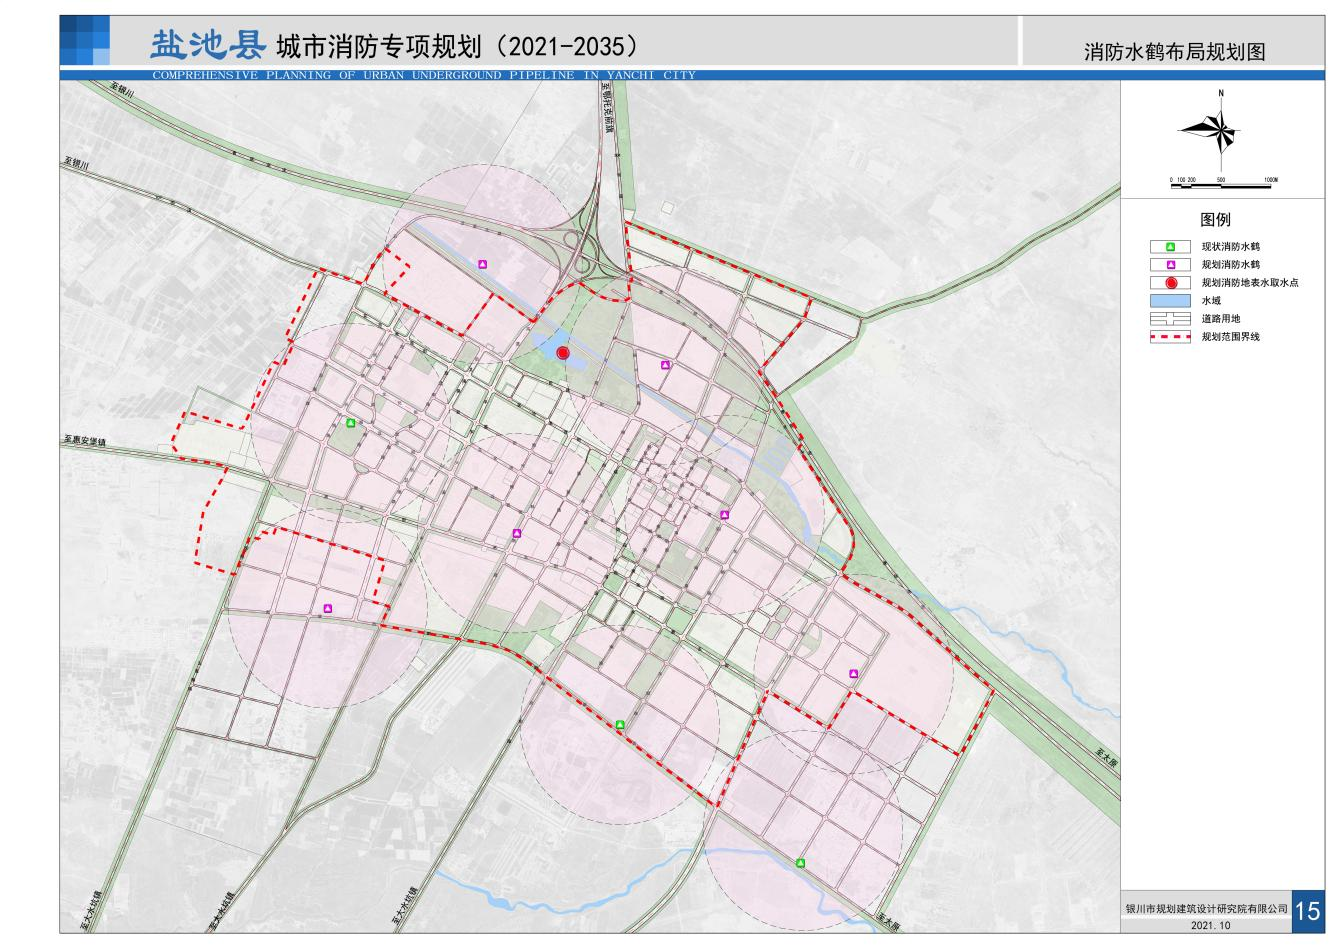 盐池县 城市消防专项规划（2021-2035）
消防水鹤布局规划图
COMPREHENSIVE PLANNING OF URBAN UNDERGROUND PIPELINE IN YANCHI CITY
至银川
至鄂托克前旗
至银川
至惠安堡镇
至太原
至大水坑镇
至大水坑镇
至大水坑镇
至太原
N
0 100 200 500 1000M
图例
现状消防水鹤
规划消防水鹤
规划消防地表水取水点
水域
道路用地
规划范围界线
银川市规划建筑设计研究院有限公司
2021.10
15